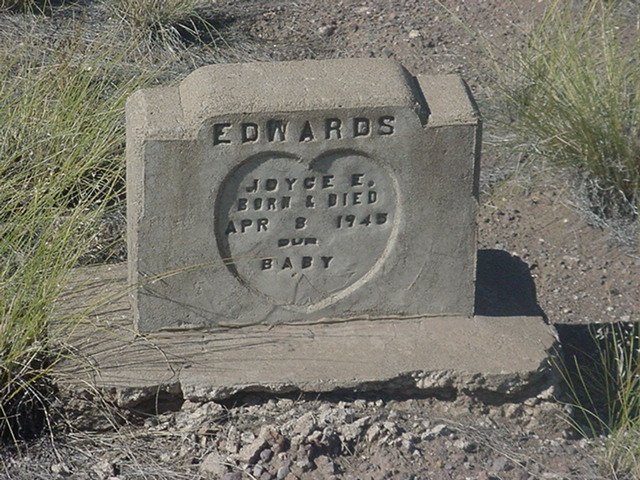 EDWARDS
JOYCE E.
BORN & DIED
APR 8 1945
OUR
BABY